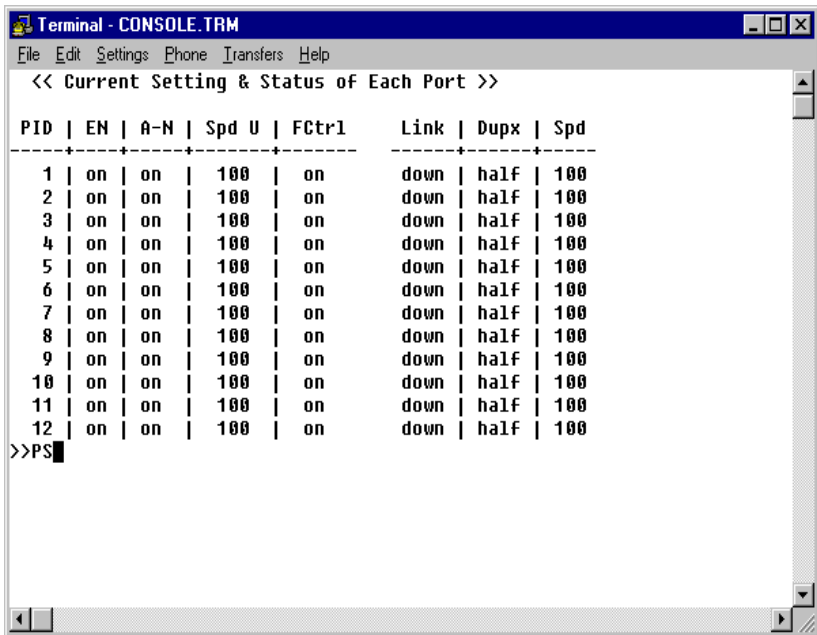 Terminal - CONSOLE.TRM
File Edit Settings Phone Transfers Help
<< Current Setting & Status of Each Port >>
PID | EN | A-N | Spd U | FCtrl Link | Dupx | Spd
-----+----+-----+-------+------- ------+------+-----
1 | on | on | 100 | on down | half | 100
2 | on | on | 100 | on down | half | 100
3 | on | on | 100 | on down | half | 100
4 | on | on | 100 | on down | half | 100
5 | on | on | 100 | on down | half | 100
6 | on | on | 100 | on down | half | 100
7 | on | on | 100 | on down | half | 100
8 | on | on | 100 | on down | half | 100
9 | on | on | 100 | on down | half | 100
10 | on | on | 100 | on down | half | 100
11 | on | on | 100 | on down | half | 100
12 | on | on | 100 | on down | half | 100
>>PS